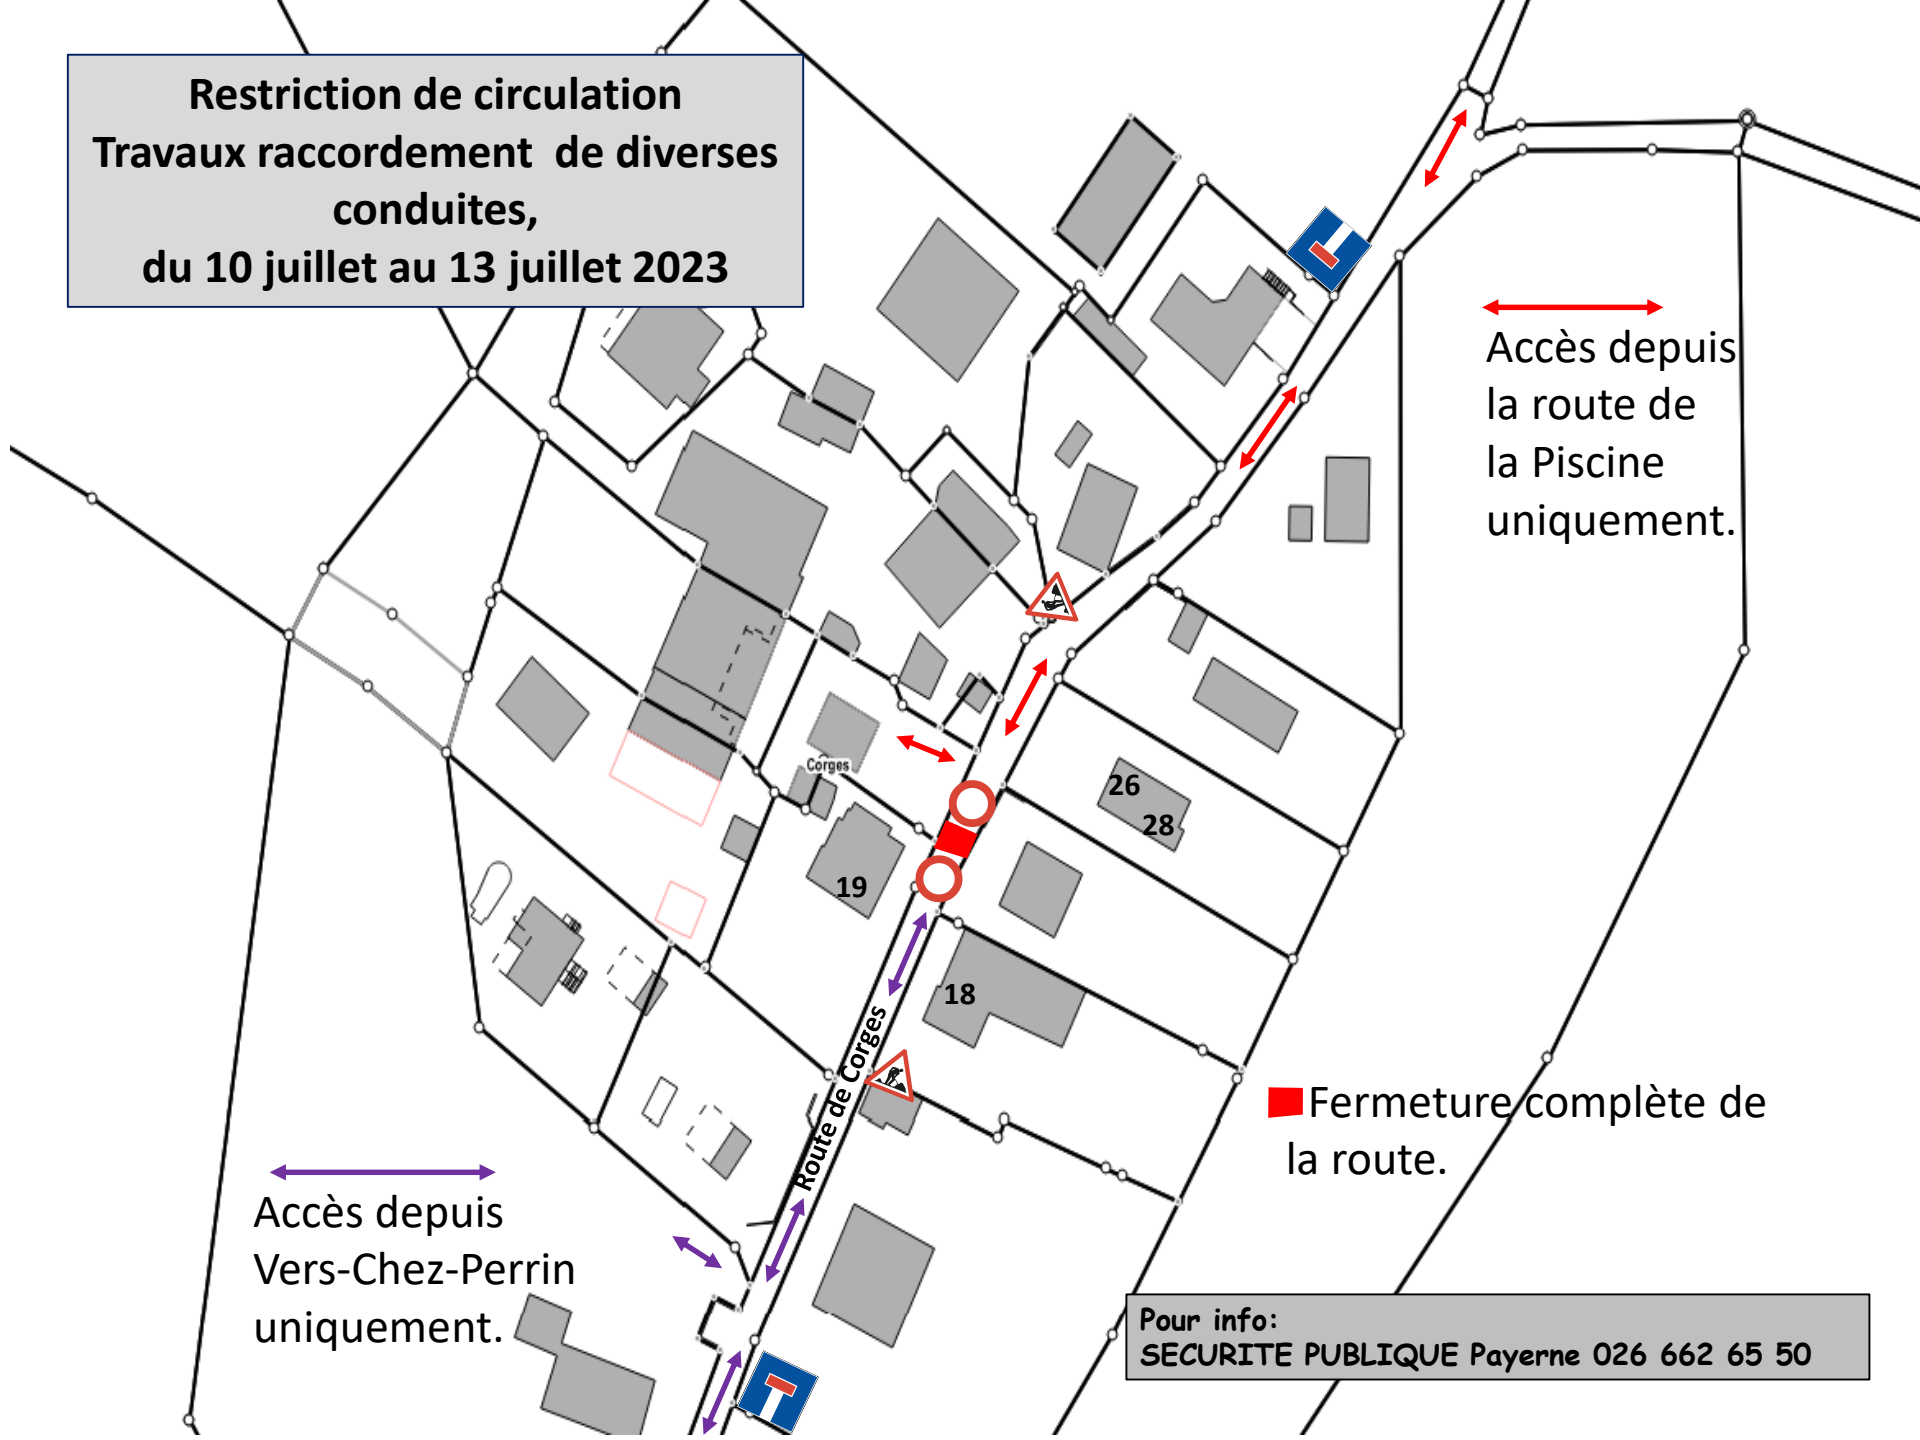 Restriction de circulation
Travaux raccordement  de diverses
conduites,
du 10 juillet au 13 juillet 2023
Accès depuis
la route de
la Piscine
uniquement.
Corges
26
28
19
18
Route de Corges
Fermeture complète de
la route.
Accès depuis
Vers-Chez-Perrin
uniquement.
Pour info:
SECURITE PUBLIQUE Payerne 026 662 65 50